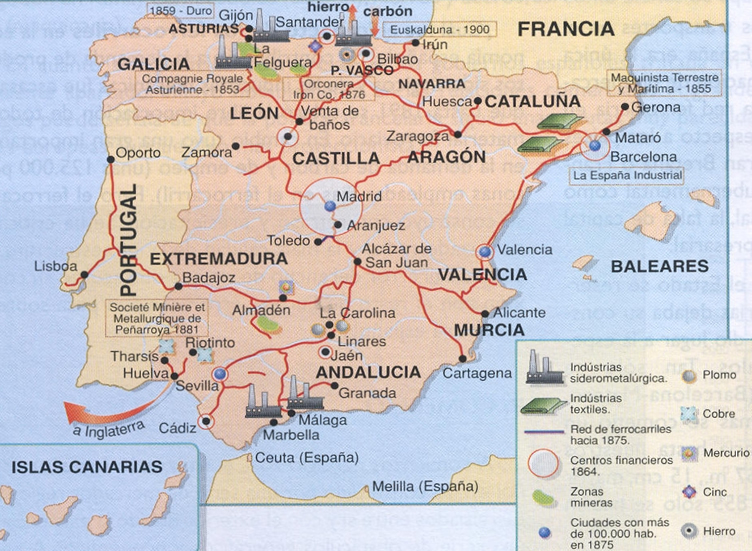 1859 - Duro
hierro
carbón
Gijón
Santander
ASTURIAS
Euskalduna - 1900
FRANCIA
La
Felguera
Irún
Bilbao
GALICIA
P. VASCO
Compagnie Royale
Asturienne - 1853
Orconera
Iron Co. 1876
NAVARRA
Maquinista Terrestre
y Marítima - 1855
Huesca
CATALUÑA
Gerona
LEÓN
Venta de
baños
Zaragoza
Mataró
Oporto
Zamora
CASTILLA
ARAGÓN
Barcelona
La España Industrial
Madrid
Aranjuez
PORTUGAL
Toledo
Alcázar de
San Juan
Valencia
Lisboa
EXTREMADURA
VALENCIA
BALEARES
Badajoz
Societé Minière et
Metallurgique de
Peñarroya 1881
Almadén
La Carolina
Alicante
MURCIA
Riotinto
Linares
Tharsis
Jaén
Huelva
Sevilla
ANDALUCIA
Cartagena
Granada
a Inglaterra
Cádiz
Málaga
Marbella
Ceuta (España)
Melilla (España)
ISLAS CANARIAS
Indústrias
siderometalúrgica.
Indústrias
textiles.
Red de ferrocarriles
hacia 1875.
Centros financieros
1864.
Zonas
mineras
Ciudades con más
de 100.000 hab.
en 1875
Plomo
Cobre
Mercurio
Cinc
Hierro